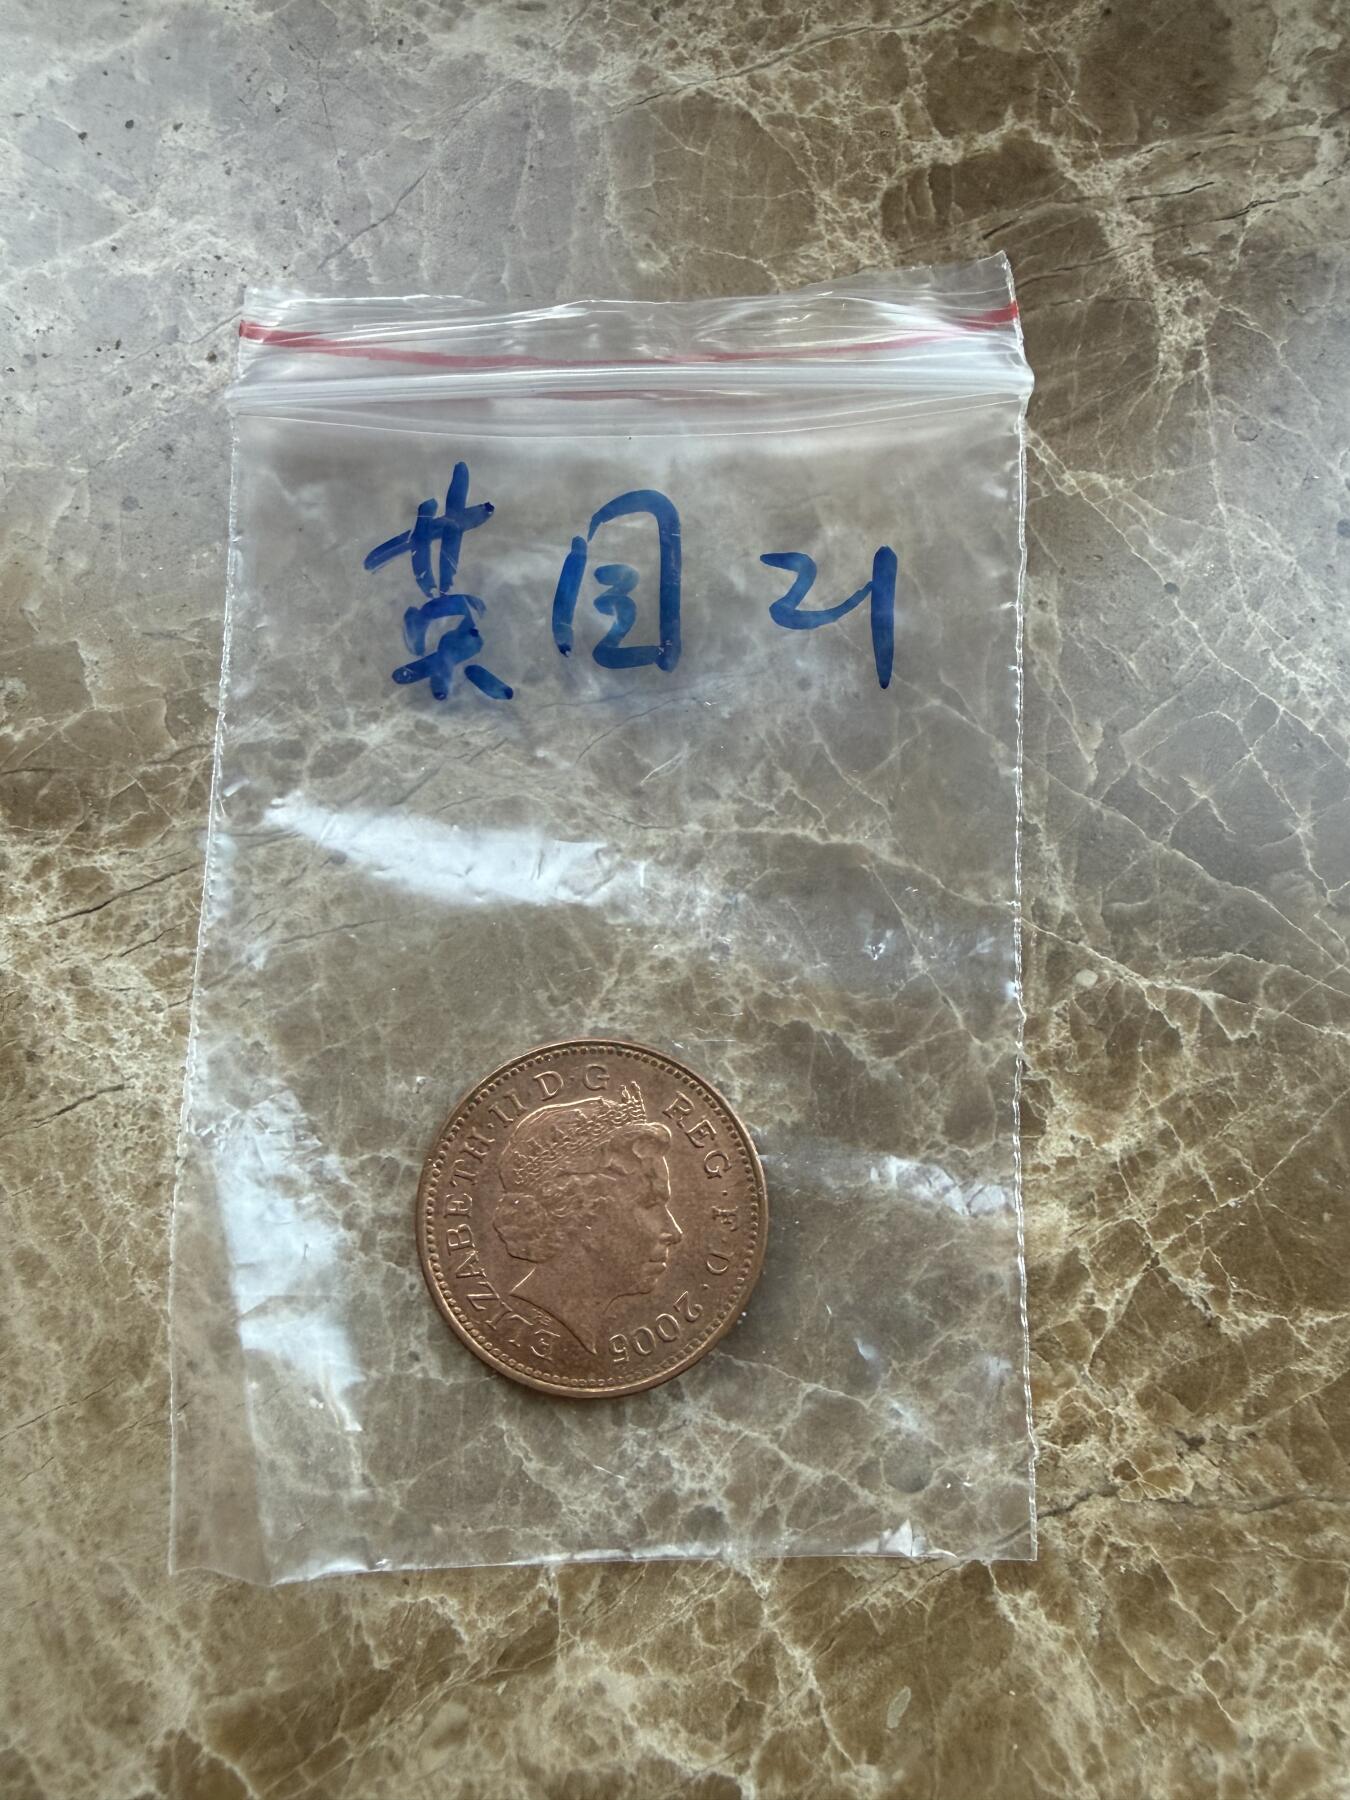 英国 21
ELIZABETH·II D·G REG·F·D·2005